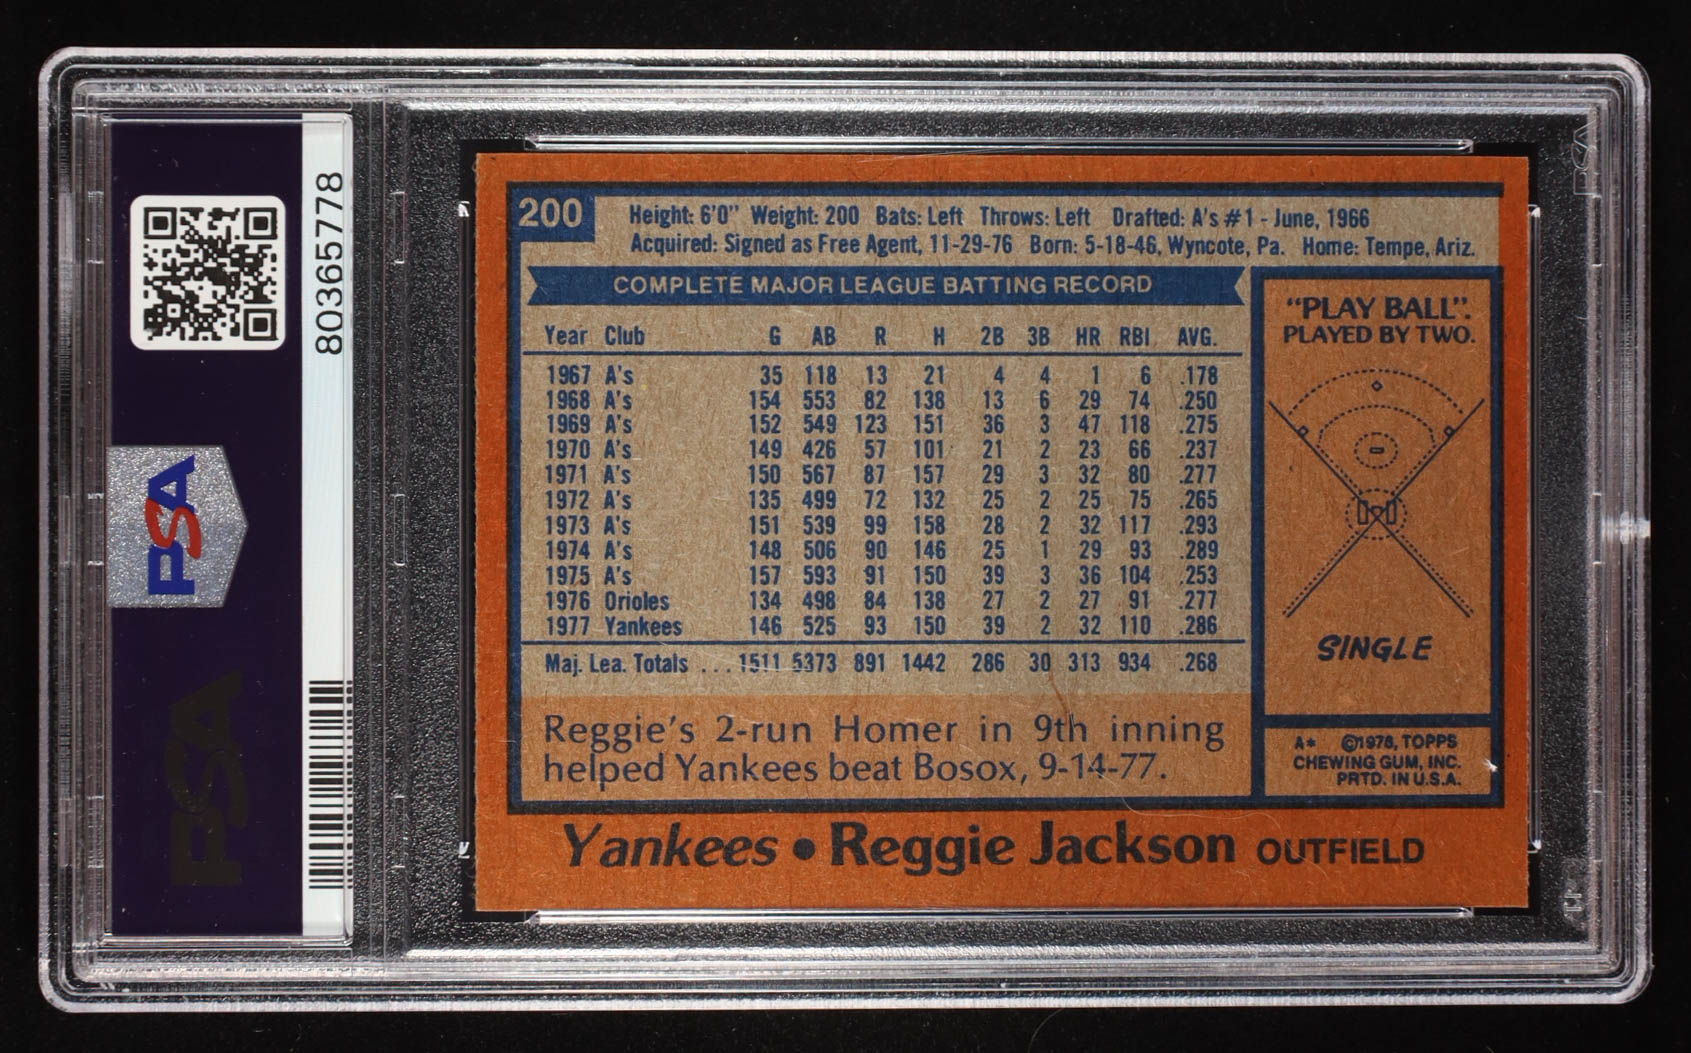 80365778
PSA
PSA
200
Height: 6'0" Weight: 200 Bats: Left Throws: Left Drafted: A's #1 - June, 1966
Acquired: Signed as Free Agent, 11-29-76 Born: 5-18-46, Wyncote, Pa. Home: Tempe, Ariz.
COMPLETE MAJOR LEAGUE BATTING RECORD
Year Club G AB R H 2B 3B HR RBI AVG.
1967 A's 35 118 13 21 4 4 1 6 .178
1968 A's 154 553 82 138 13 6 29 74 .250
1969 A's 152 549 123 151 36 3 47 118 .275
1970 A's 149 426 57 101 21 2 23 66 .237
1971 A's 150 567 87 157 29 3 32 80 .277
1972 A's 135 499 72 132 25 2 25 75 .265
1973 A's 151 539 99 158 28 2 32 117 .293
1974 A's 148 506 90 146 25 1 29 93 .289
1975 A's 157 593 91 150 39 3 36 104 .253
1976 Orioles 134 498 84 138 27 2 27 91 .277
1977 Yankees 146 525 93 150 39 2 32 110 .286
Maj. Lea. Totals ... 1511 5373 891 1442 286 30 313 934 .268
Reggie's 2-run Homer in 9th inning
helped Yankees beat Bosox, 9-14-77.
"PLAY BALL":
PLAYED BY TWO.
SINGLE
A* ©1978, TOPPS
CHEWING GUM, INC.
PRTD. IN U.S.A.
Yankees • Reggie Jackson OUTFIELD
PSA